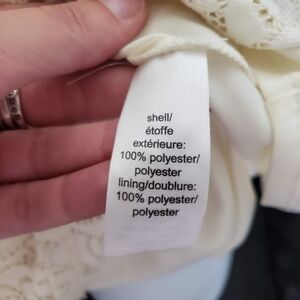 shell/
étoffe
extérieure:
100% polyester/
polyester
lining/doublure:
100% polyester/
polyester